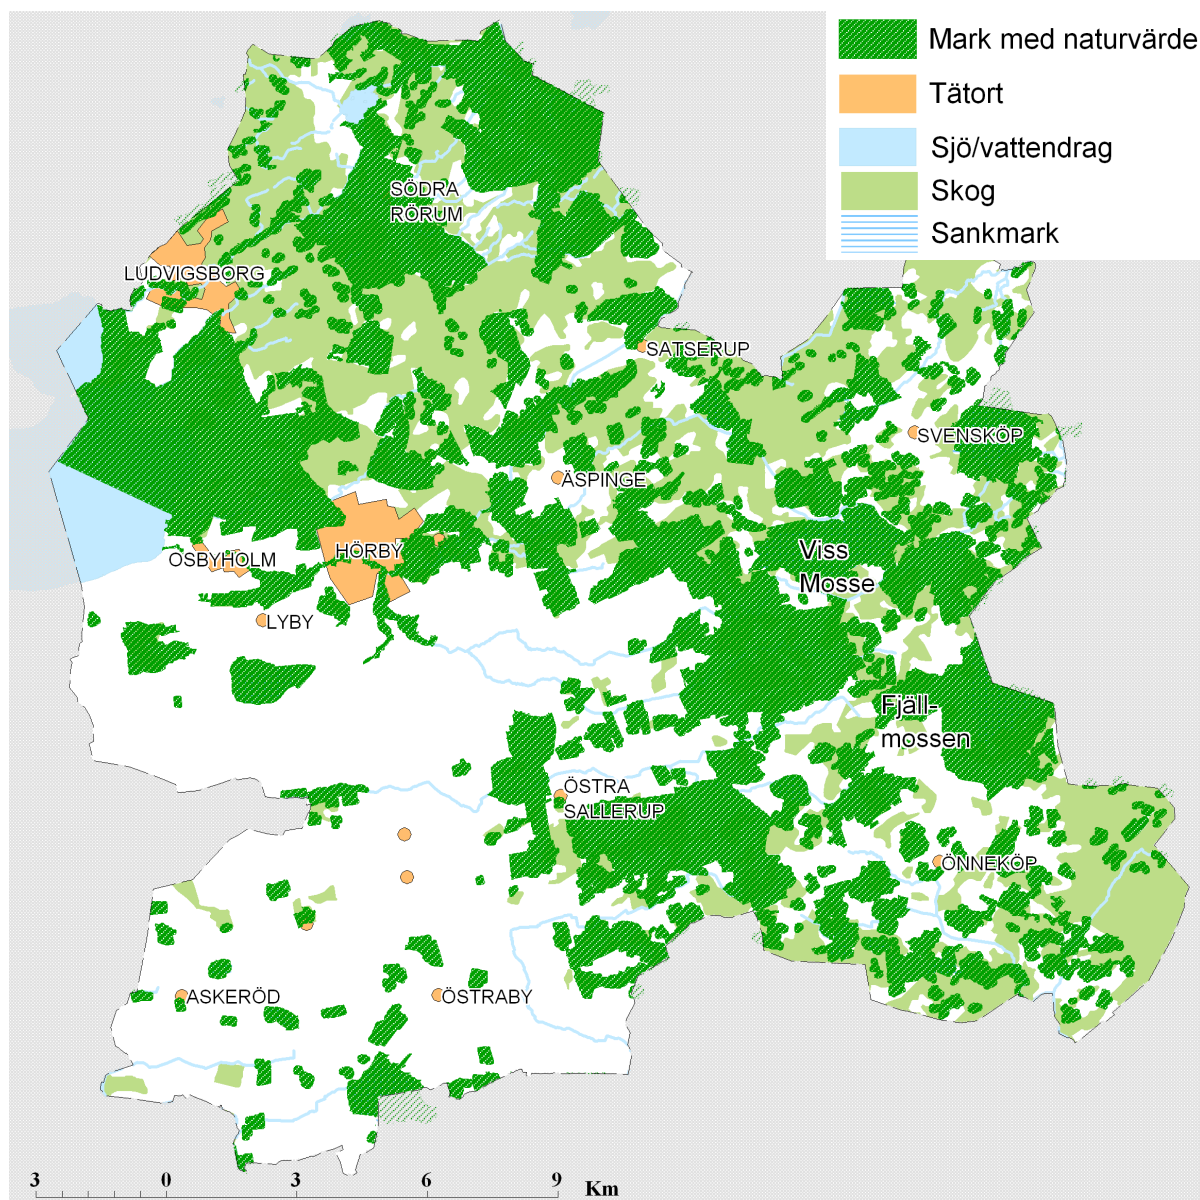 Mark med naturvärde
Tätort
Sjö/vattendrag
Skog
Sankmark
SÖDRA
RÖRUM
LUDVIGSBORG
SATSERUP
SVENSKÖP
ÄSPINGE
HÖRBY
OSBYHOLM
Viss
Mosse
LYBY
Fjäll-
mossen
ÖSTRA
SALLERUP
ÖNNEKÖP
ASKERÖD
ÖSTRABY
3 0 3 6 9 Km